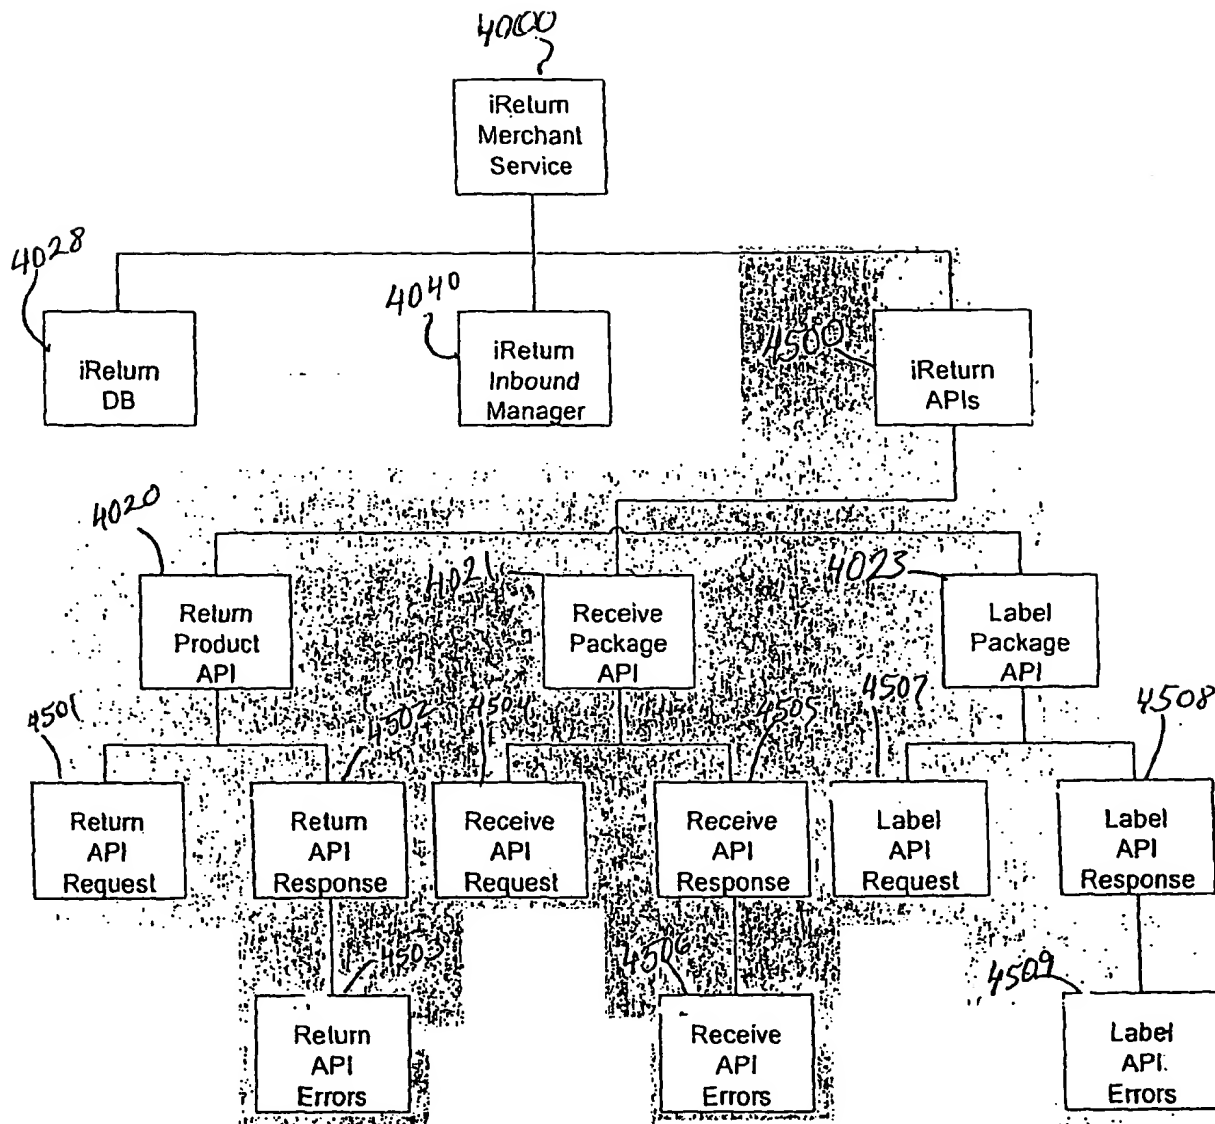 4000
iReturn
Merchant
Service
4028
4040
4500
iReturn
DB
iReturn
Inbound
Manager
iReturn
APIs
4020
4021
4023
Return
Product
API
Receive
Package
API
Label
Package
API
4501
4502
4504
4505
4507
4508
Return
API
Request
Return
API
Response
Receive
API
Request
Receive
API
Response
Label
API
Request
Label
API
Response
4503
4506
4509
Return
API
Errors
Receive
API
Errors
Label
API
Errors